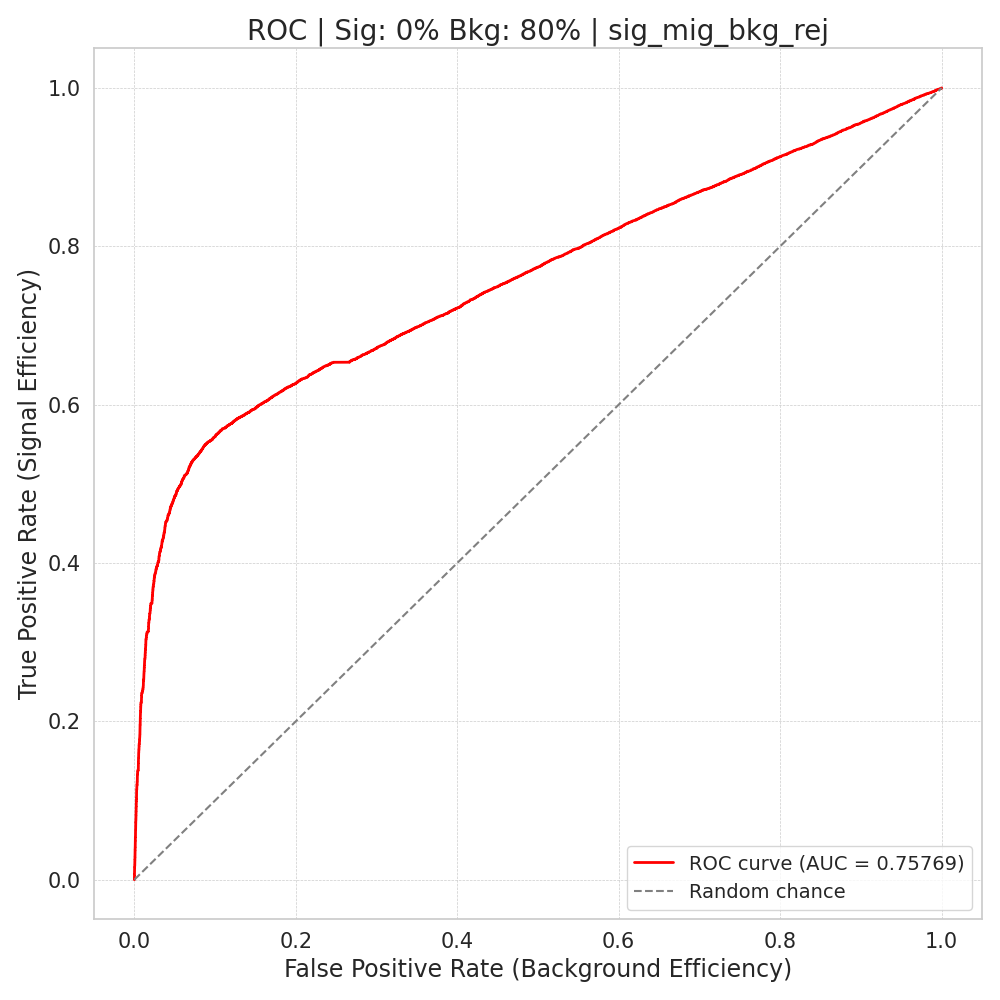 ROC | Sig: 0% Bkg: 80% | sig_mig_bkg_rej
True Positive Rate (Signal Efficiency)
1.0
0.8
0.6
0.4
0.2
0.0
ROC curve (AUC = 0.75769)
Random chance
0.0 0.2 0.4 0.6 0.8 1.0
False Positive Rate (Background Efficiency)